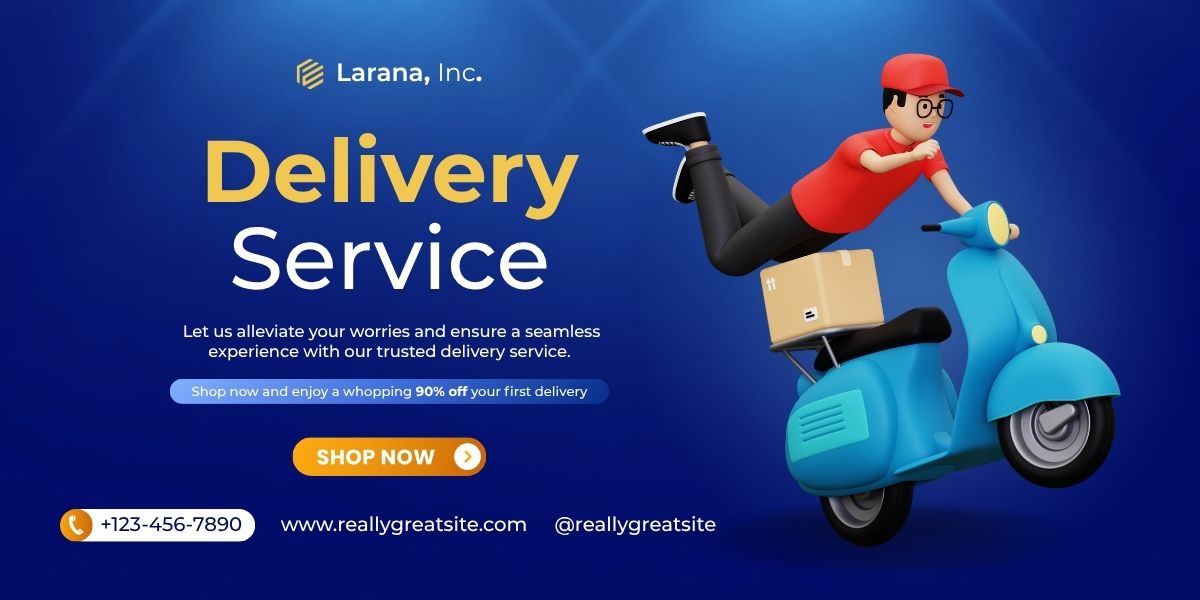 Larana, Inc.
Delivery
Service
Let us alleviate your worries and ensure a seamless
experience with our trusted delivery service.
Shop now and enjoy a whopping 90% off your first delivery
SHOP NOW
+123-456-7890 www.reallygreatsite.com @reallygreatsite